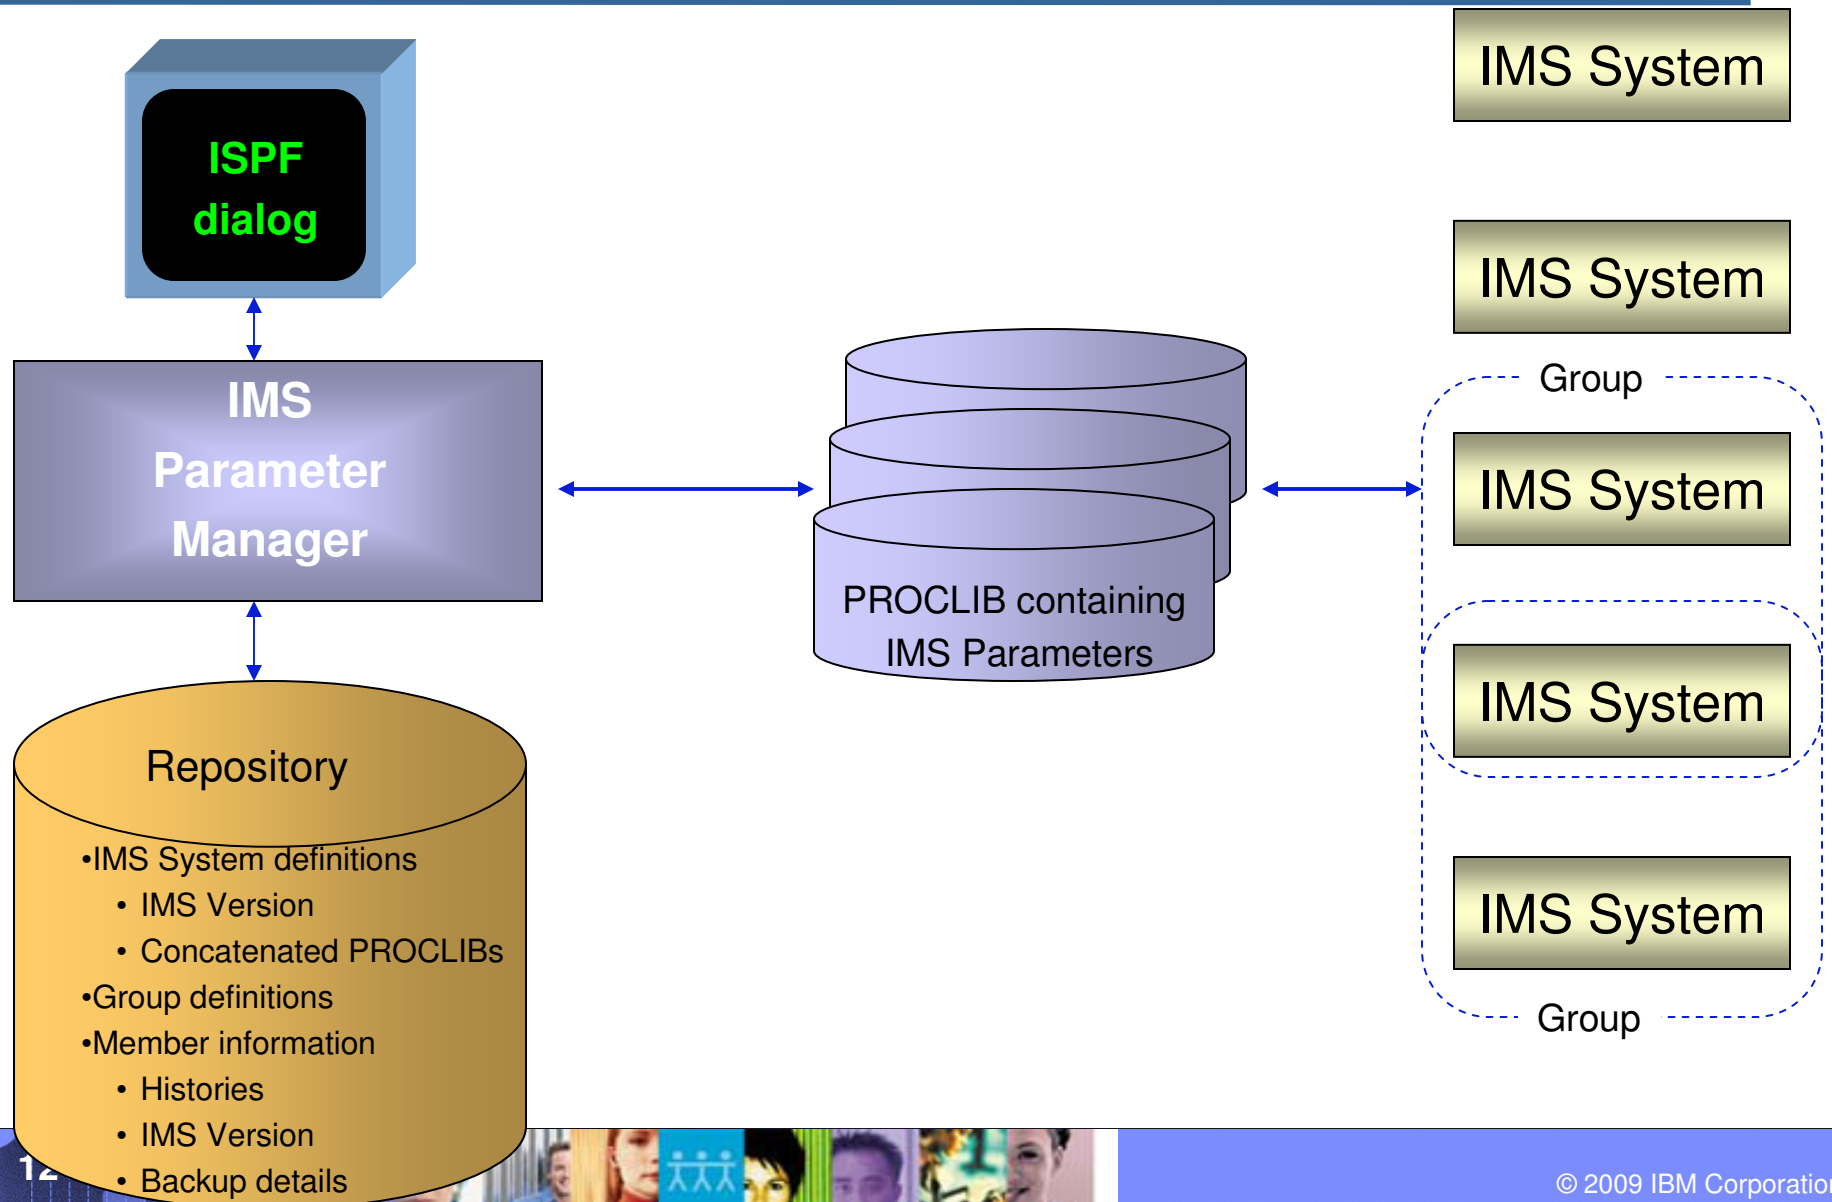 ISPF
dialog
IMS
Parameter
Manager
Repository
•IMS System definitions
• IMS Version
• Concatenated PROCLIBs
•Group definitions
•Member information
• Histories
• IMS Version
• Backup details
PROCLIB containing
IMS Parameters
IMS System
IMS System
Group
IMS System
IMS System
IMS System
Group
12
© 2009 IBM Corporation